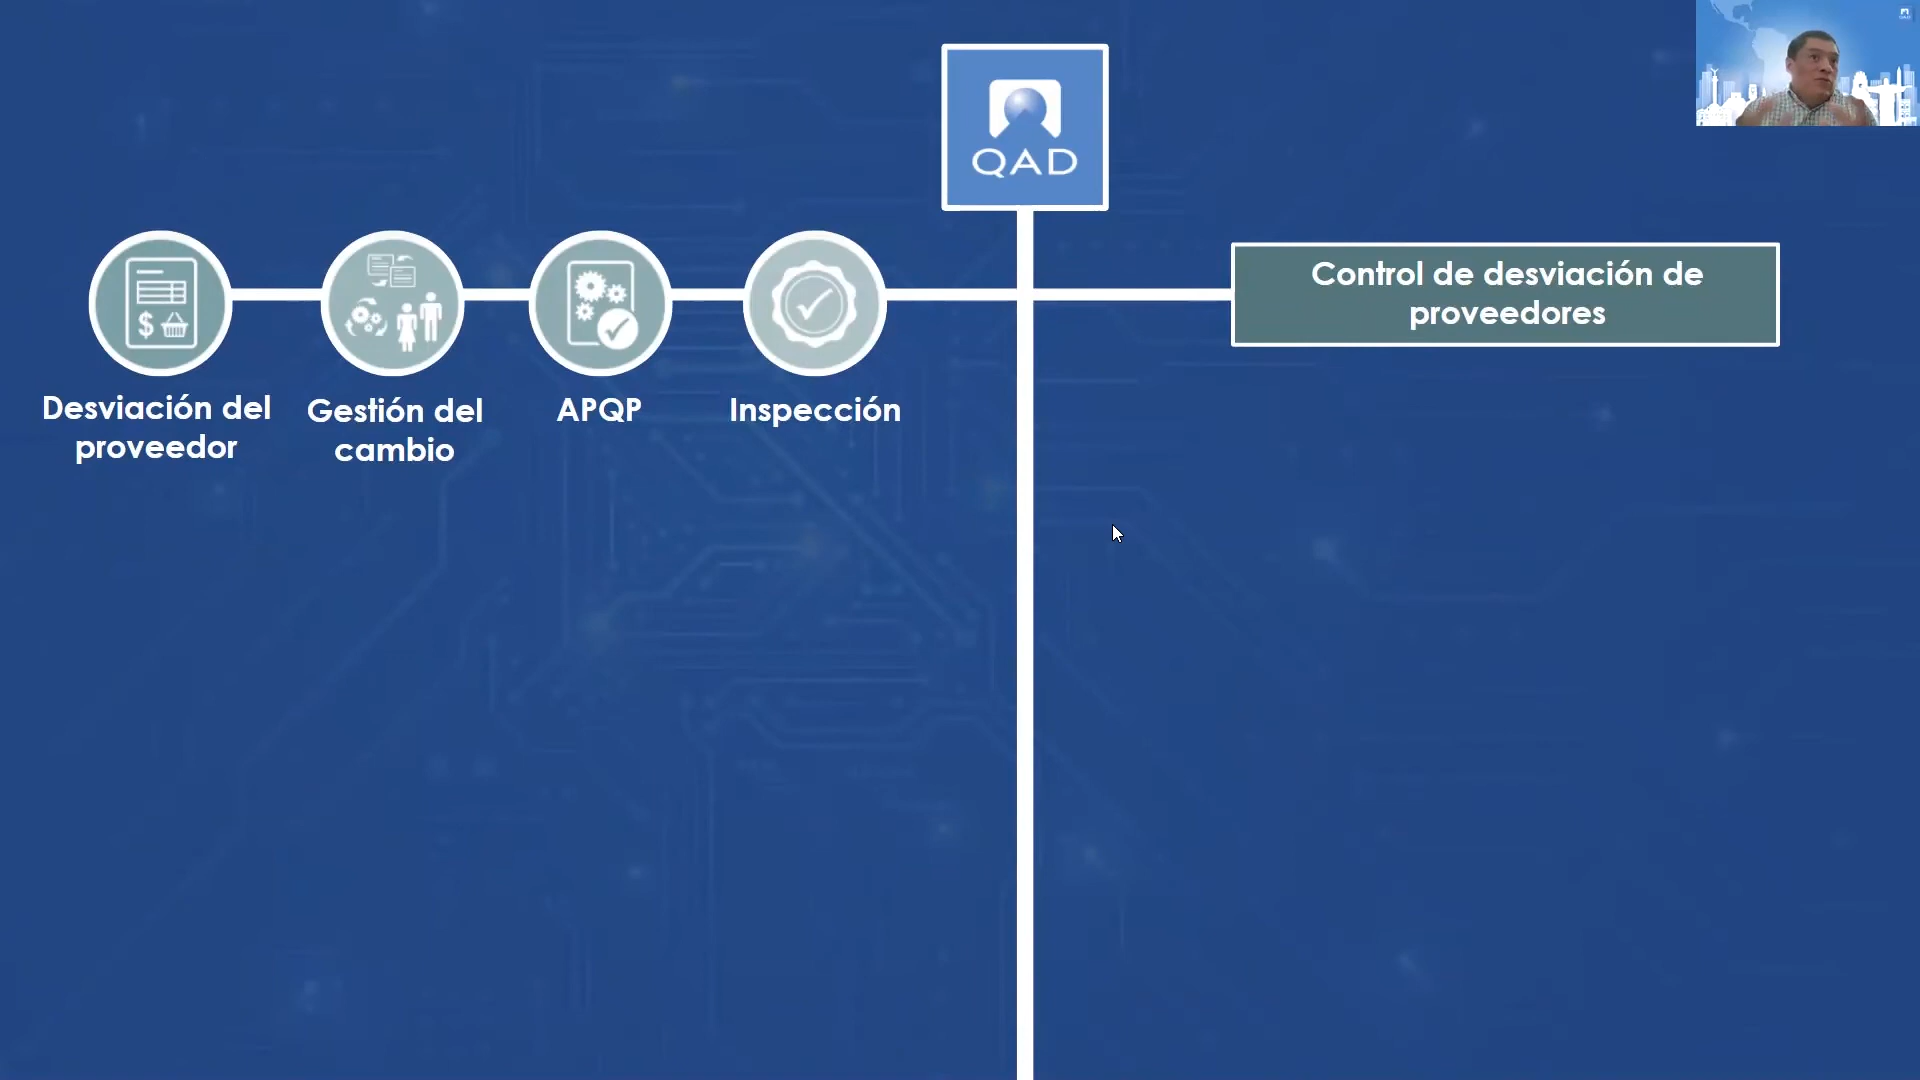 QAD
Control de desviación de
proveedores
Desviación del
proveedor
Gestión del
cambio
APQP
Inspección
$